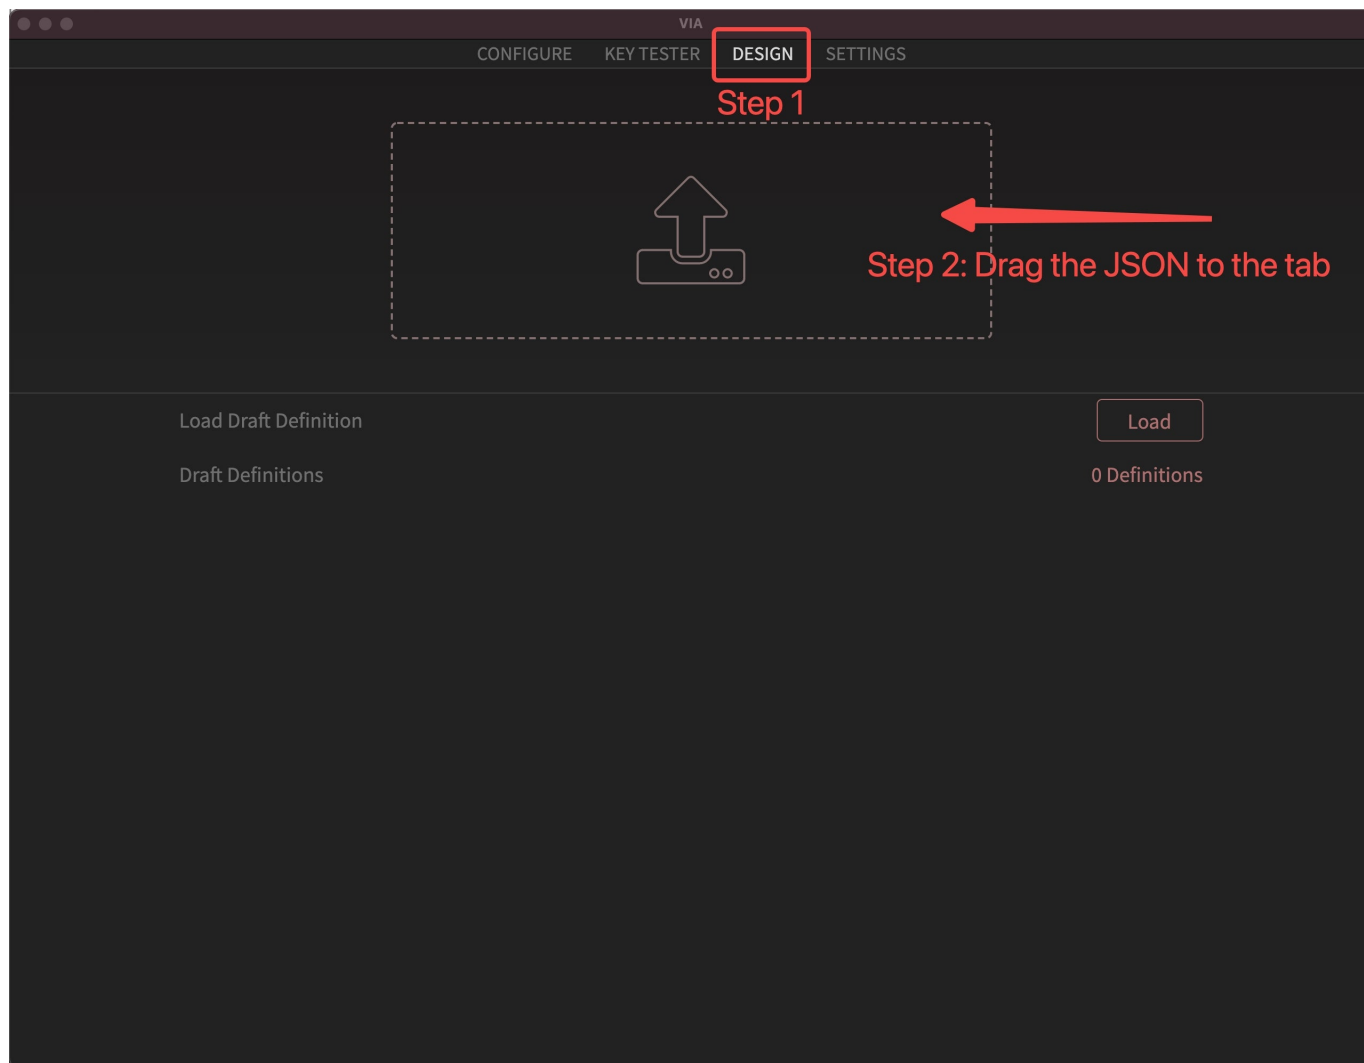 VIA
CONFIGURE KEY TESTER DESIGN SETTINGS
Step 1
Step 2: Drag the JSON to the tab
Load Draft Definition Load
Draft Definitions 0 Definitions